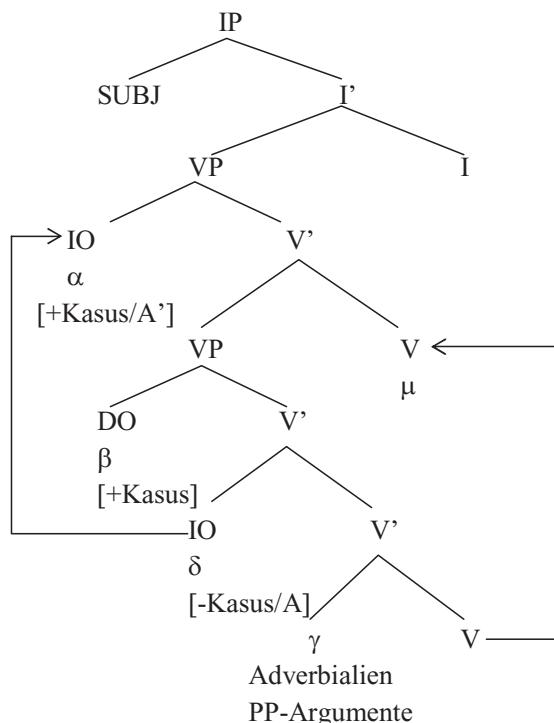 IP
SUBJ I’
VP I
IO V’
α
[+Kasus/A’]
VP V
μ
DO V’
β
[+Kasus]
IO V’
δ
[-Kasus/A]
γ V
Adverbialien
PP-Argumente